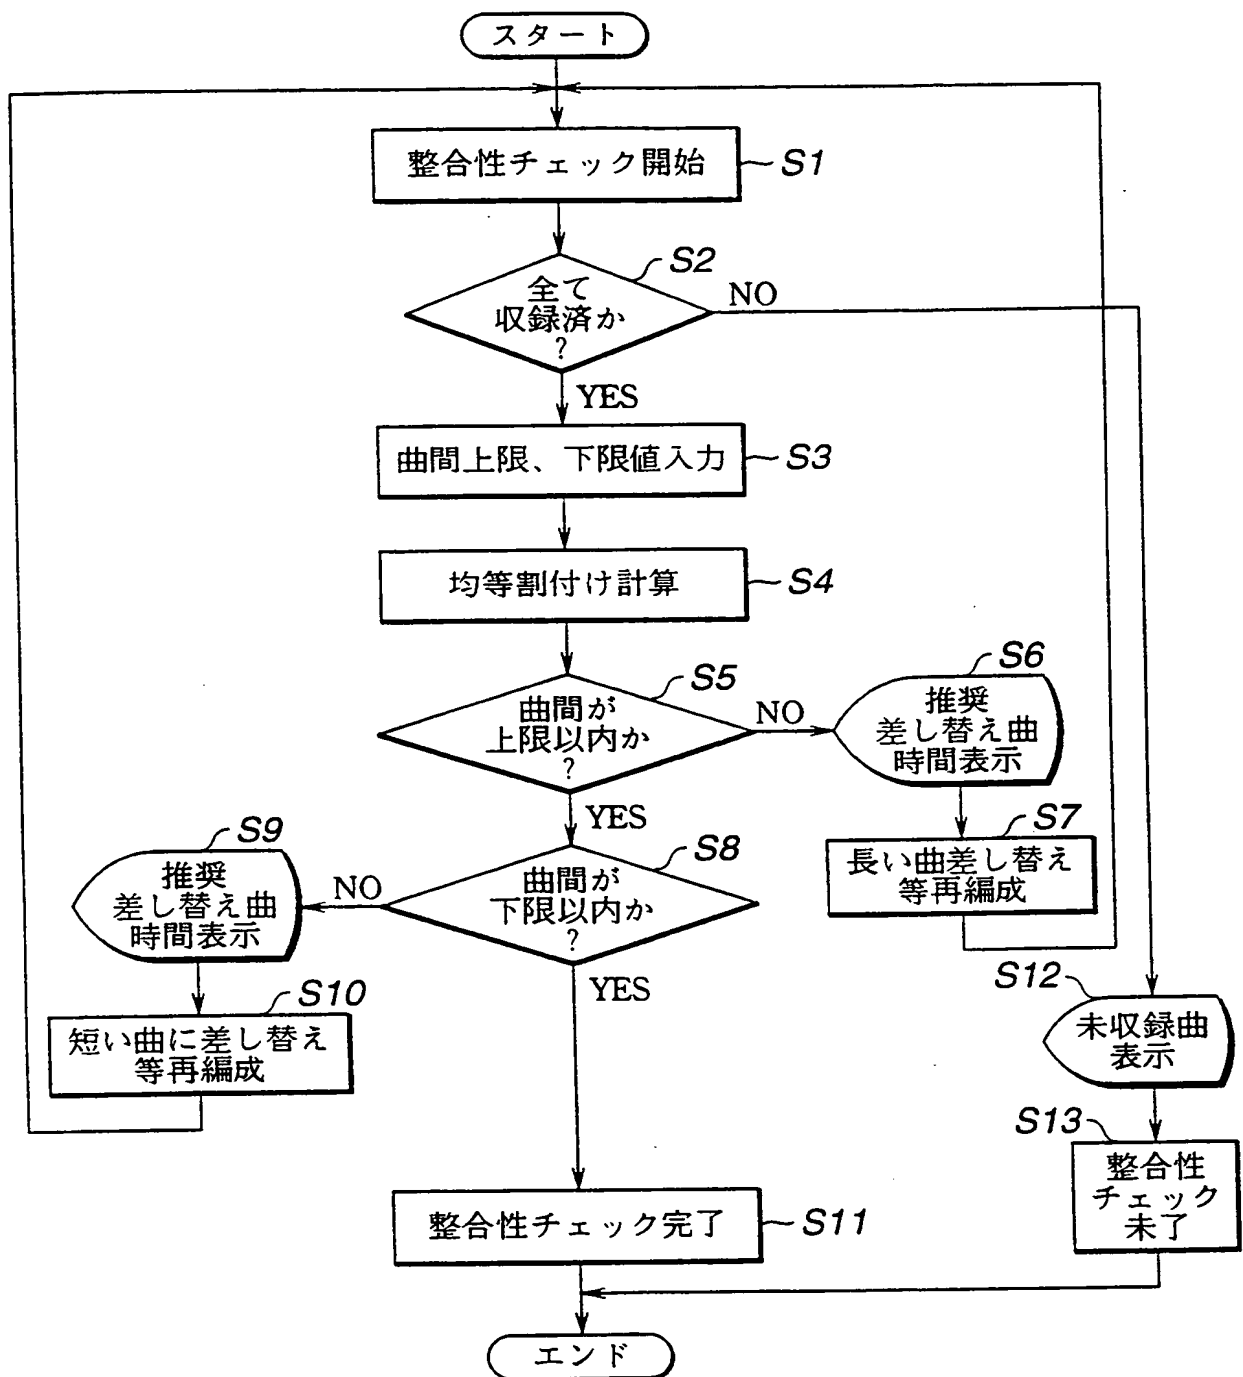 スタート
整合性チェック開始
S1
S2
全て
収録済か
?
NO
YES
曲間上限、下限値入力
S3
均等割付け計算
S4
S5
曲間が
上限以内か
?
NO
YES
S6
推奨
差し替え曲
時間表示
S7
長い曲差し替え
等再編成
S8
曲間が
下限以内か
?
NO
YES
S9
推奨
差し替え曲
時間表示
S10
短い曲に差し替え
等再編成
S12
未収録曲
表示
S13
整合性
チェック
未了
整合性チェック完了
S11
エンド